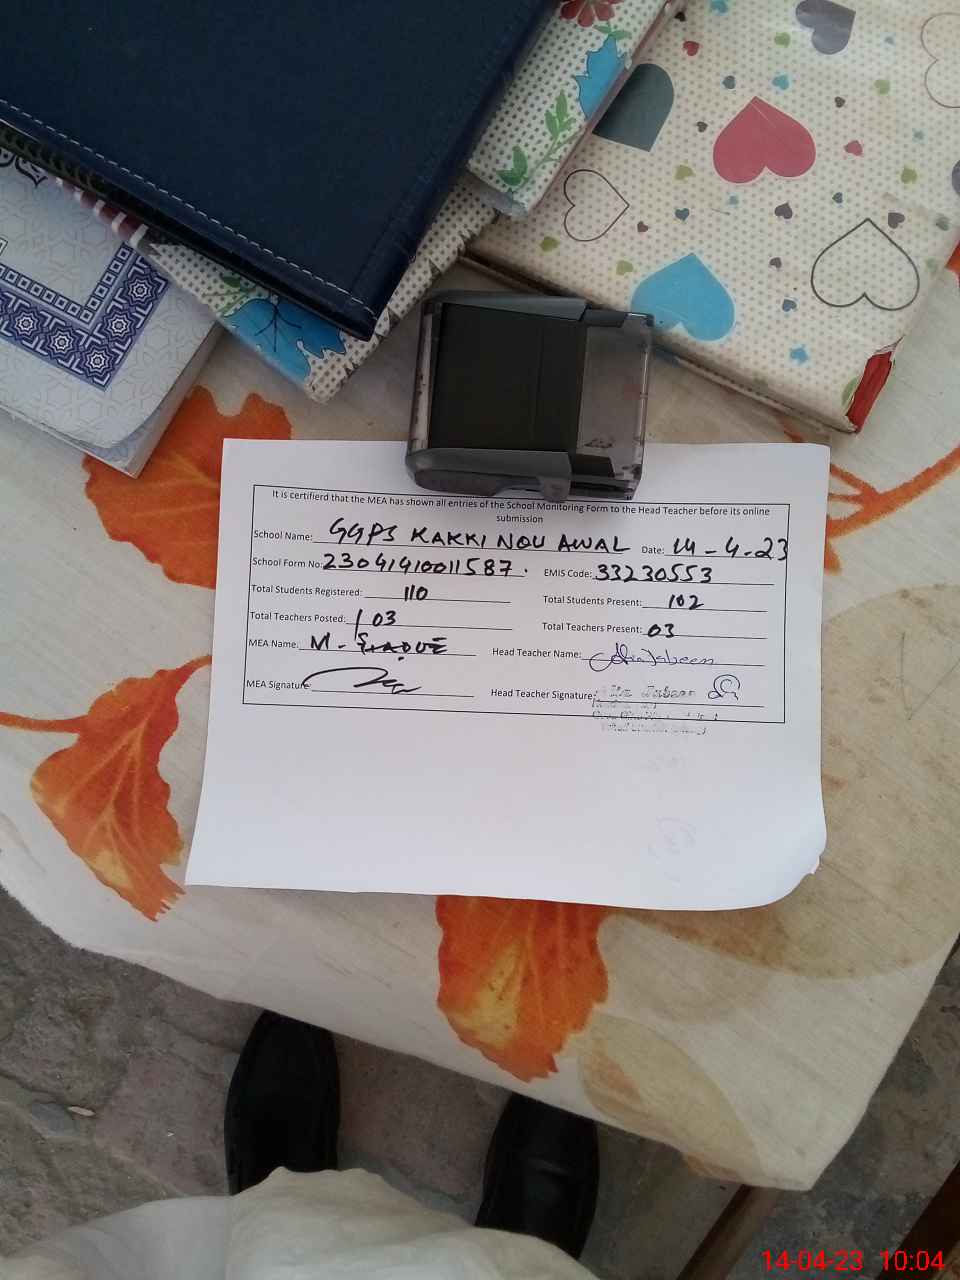 It is certifierd that the MEA has shown all entries of the School Monitoring Form to the Head Teacher before its online
submission
School Name: GGPS KAKKI NOU AWAL Date: 14-4-23
School Form No: 23041410011587. EMIS Code: 33230553
Total Students Registered: 110 Total Students Present: 102
Total Teachers Posted: 03 Total Teachers Present: 03
MEA Name: M. Head Teacher Name: Jabeen
MEA Signature: Head Teacher Signature: Jabeen
14-04-23 10:04